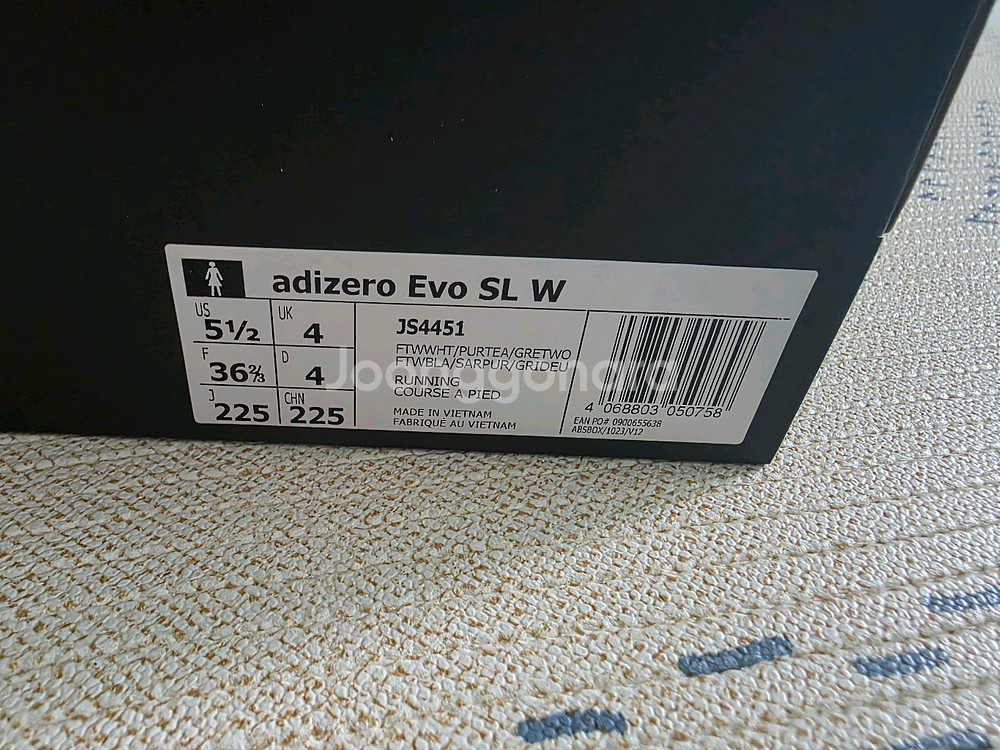 adizero Evo SL W
US
5½
UK
4
F
36⅔
D
4
J
225
CHN
225
JS4451
FTWWHT/PURTEA/GRETWO
FTWBLA/SARPUR/GRIDEU
RUNNING
COURSE A PIED
MADE IN VIETNAM
FABRIQUÉ AU VIETNAM
4 068803 050758
EAN PO# 0900655638
ABSBOX/1023/V12
Joonggonara